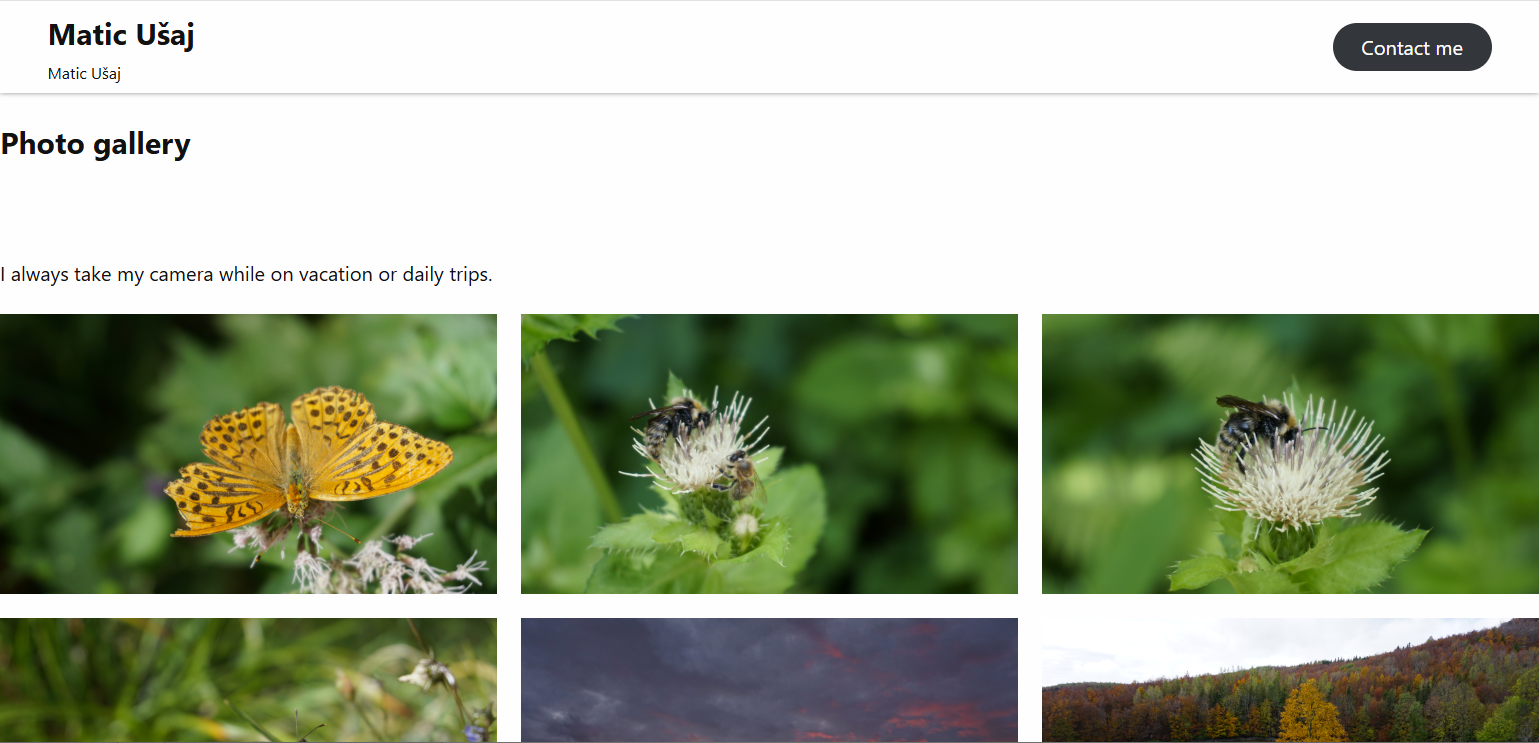 Matic Ušaj
Matic Ušaj
Contact me
Photo gallery
I always take my camera while on vacation or daily trips.